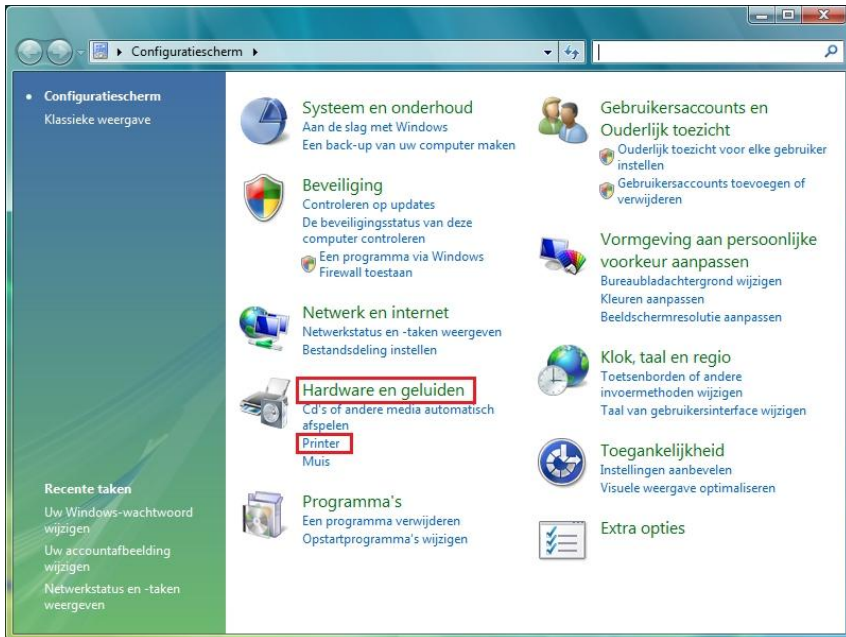 Configuratiescherm
Configuratiescherm
Klassieke weergave
Recente taken
Uw Windows-wachtwoord
wijzigen
Uw accountafbeelding
wijzigen
Netwerkstatus en -taken
weergeven
Systeem en onderhoud
Aan de slag met Windows
Een back-up van uw computer maken
Beveiliging
Controleren op updates
De beveiligingsstatus van deze
computer controleren
Een programma via Windows
Firewall toestaan
Netwerk en internet
Netwerkstatus en -taken weergeven
Bestandsdeling instellen
Hardware en geluiden
Cd's of andere media automatisch
afspelen
Printer
Muis
Programma's
Een programma verwijderen
Opstartprogramma's wijzigen
Gebruikersaccounts en
Ouderlijk toezicht
Ouderlijk toezicht voor elke gebruiker
instellen
Gebruikersaccounts toevoegen of
verwijderen
Vormgeving aan persoonlijke
voorkeur aanpassen
Bureaubladachtergrond wijzigen
Kleuren aanpassen
Beeldschermresolutie aanpassen
Klok, taal en regio
Toetsenborden of andere
invoermethoden wijzigen
Taal van gebruikersinterface wijzigen
Toegankelijkheid
Instellingen aanbevelen
Visuele weergave optimaliseren
Extra opties